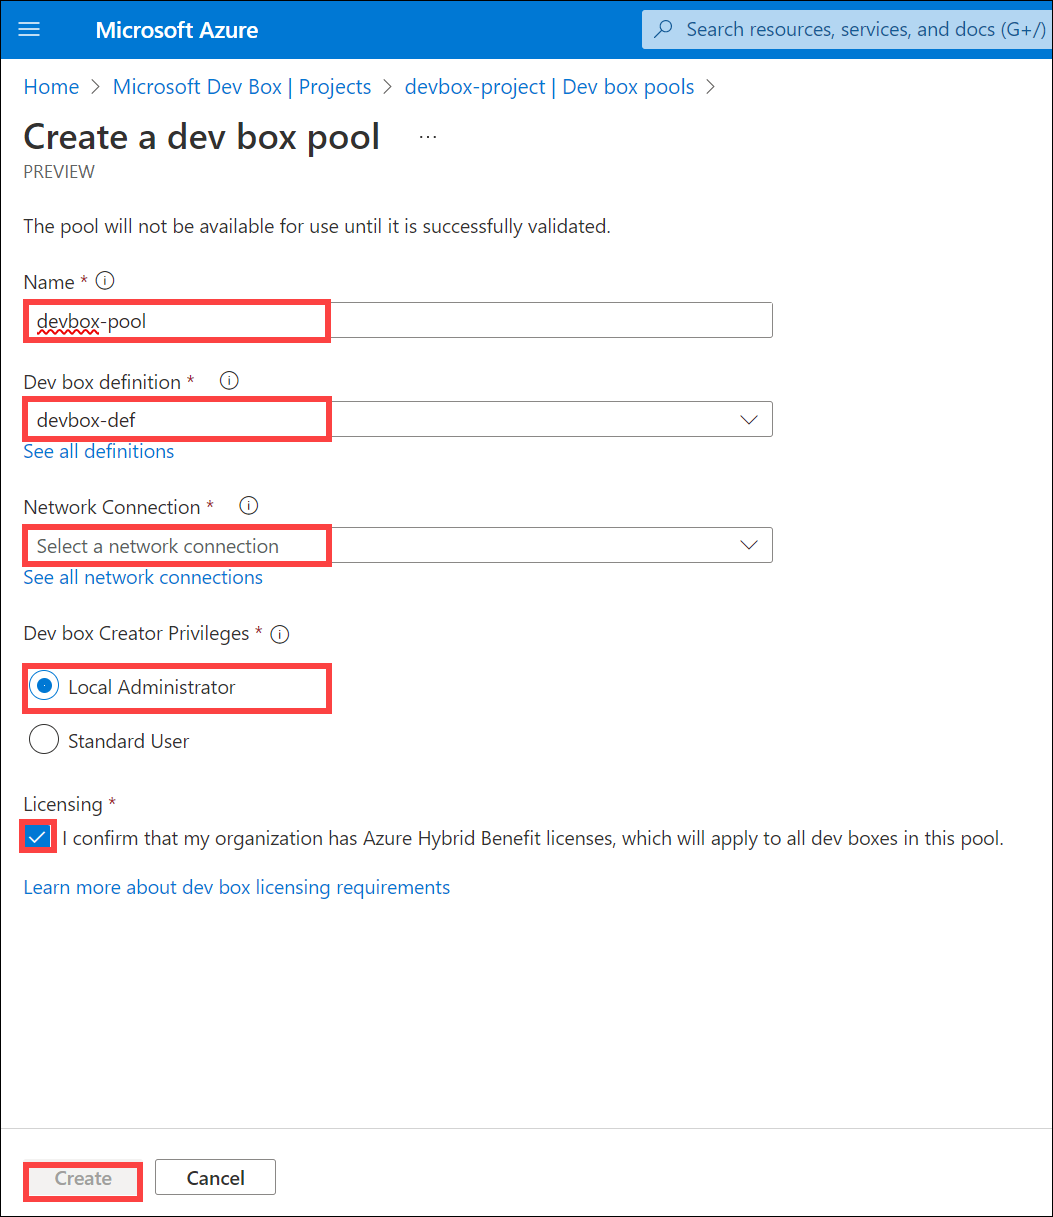 Microsoft Azure
Search resources, services, and docs (G+/)
Home > Microsoft Dev Box | Projects > devbox-project | Dev box pools >
Create a dev box pool ...
PREVIEW
The pool will not be available for use until it is successfully validated.
Name *
devbox-pool
Dev box definition *
devbox-def
See all definitions
Network Connection *
Select a network connection
See all network connections
Dev box Creator Privileges *
Local Administrator
Standard User
Licensing *
I confirm that my organization has Azure Hybrid Benefit licenses, which will apply to all dev boxes in this pool.
Learn more about dev box licensing requirements
Create
Cancel